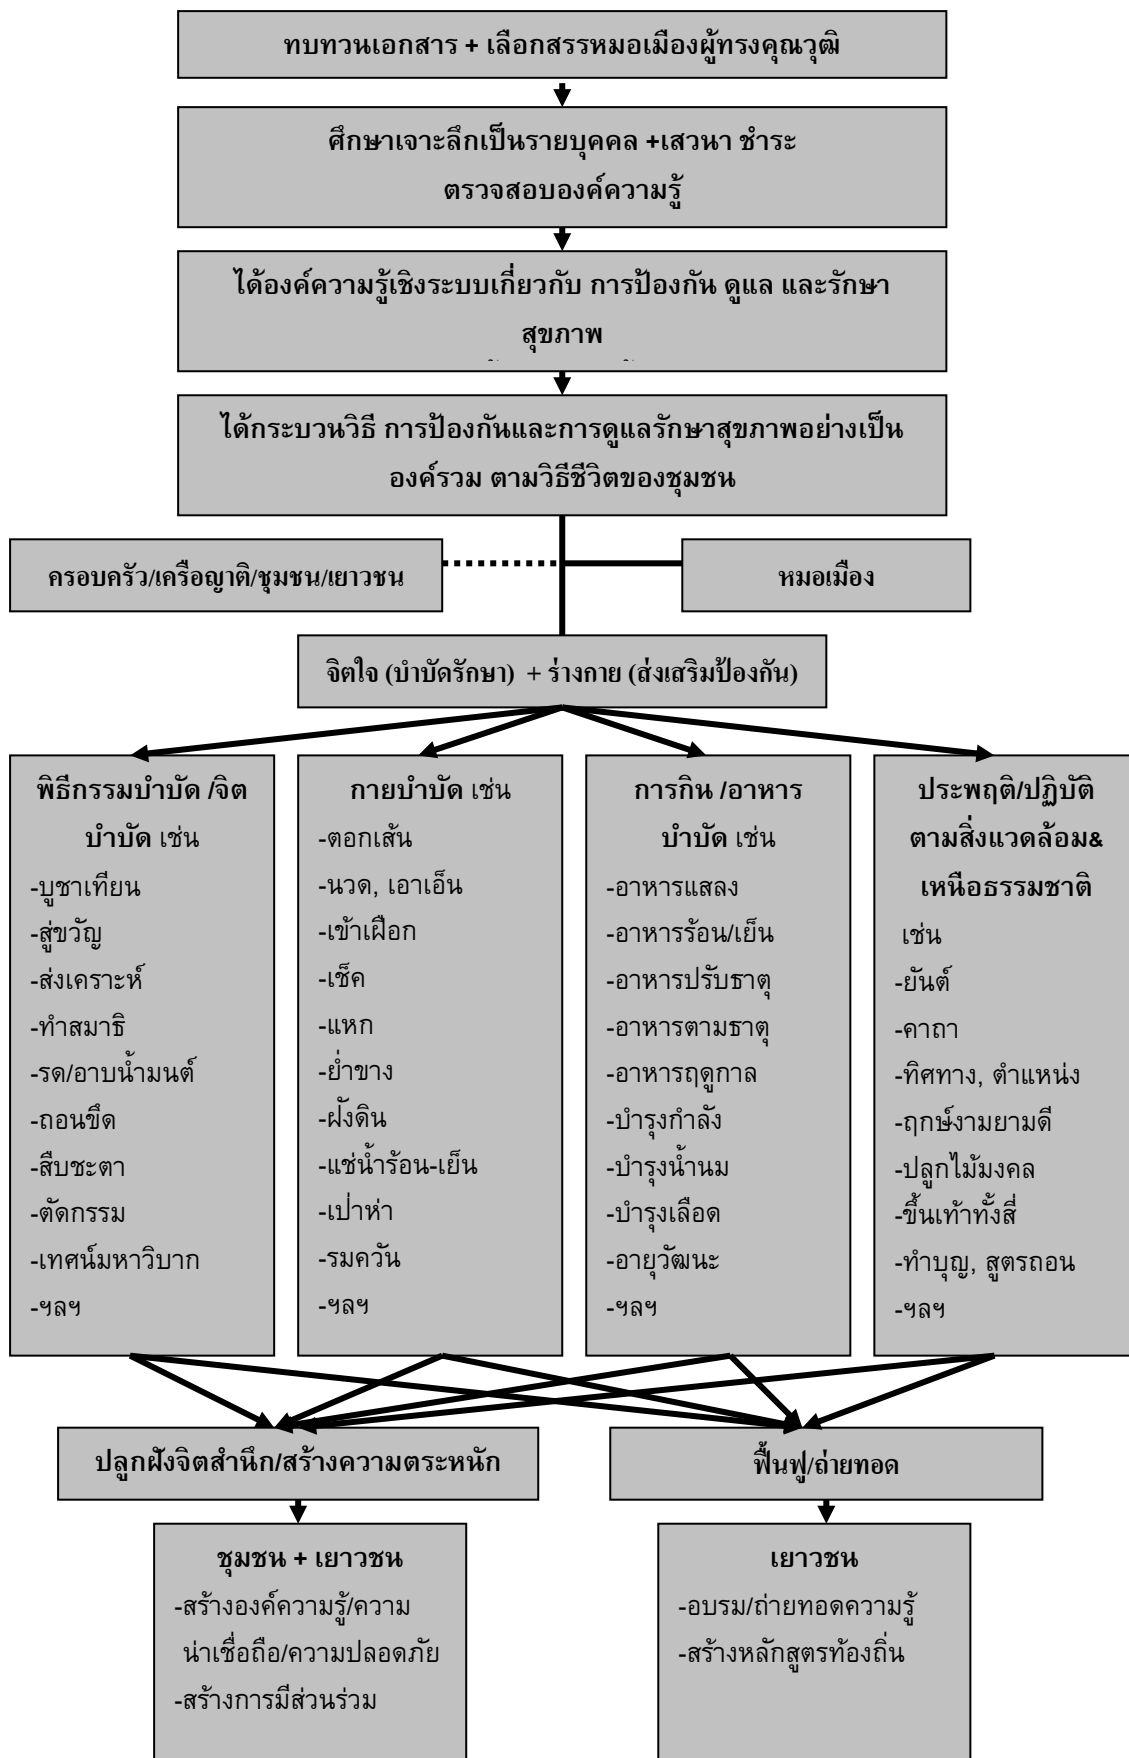 ทบทวนเอกสาร + เลือกสรรหมอเมืองผู้ทรงคุณวุฒิ
ศึกษาเจาะลึกเป็นรายบุคคล +เสวนา ชำระ
ตรวจสอบองค์ความรู้
ได้องค์ความรู้เชิงระบบเกี่ยวกับ การป้องกัน ดูแล และรักษา
สุขภาพ
ได้กระบวนวิธี การป้องกันและการดูแลรักษาสุขภาพอย่างเป็น
องค์รวม ตามวิธีชีวิตของชุมชน
ครอบครัว/เครือญาติ/ชุมชน/เยาวชน
หมอเมือง
จิตใจ (บำบัดรักษา) + ร่างกาย (ส่งเสริมป้องกัน)
พิธีกรรมบำบัด /จิต
บำบัด เช่น
-บูชาเทียน
-สู่ขวัญ
-ส่งเคราะห์
-ทำสมาธิ
-รด/อาบน้ำมนต์
-ถอนขึด
-สืบชะตา
-ตัดกรรม
-เทศน์มหาวิบาก
-ฯลฯ
กายบำบัด เช่น
-ตอกเส้น
-นวด, เอาเอ็น
-เข้าเฝือก
-เช็ค
-แหก
-ย่ำขาง
-ฝังดิน
-แช่น้ำร้อน-เย็น
-เป่าห่า
-รมควัน
-ฯลฯ
การกิน /อาหาร
บำบัด เช่น
-อาหารแสลง
-อาหารร้อน/เย็น
-อาหารปรับธาตุ
-อาหารตามธาตุ
-อาหารฤดูกาล
-บำรุงกำลัง
-บำรุงน้ำนม
-บำรุงเลือด
-อายุวัฒนะ
-ฯลฯ
ประพฤติ/ปฏิบัติ
ตามสิ่งแวดล้อม&
เหนือธรรมชาติ
เช่น
-ยันต์
-คาถา
-ทิศทาง, ตำแหน่ง
-ฤกษ์งามยามดี
-ปลูกไม้มงคล
-ขึ้นเท้าทั้งสี่
-ทำบุญ, สูตรถอน
-ฯลฯ
ปลูกฝังจิตสำนึก/สร้างความตระหนัก
ฟื้นฟู/ถ่ายทอด
ชุมชน + เยาวชน
-สร้างองค์ความรู้/ความ
น่าเชื่อถือ/ความปลอดภัย
-สร้างการมีส่วนร่วม
เยาวชน
-อบรม/ถ่ายทอดความรู้
-สร้างหลักสูตรท้องถิ่น